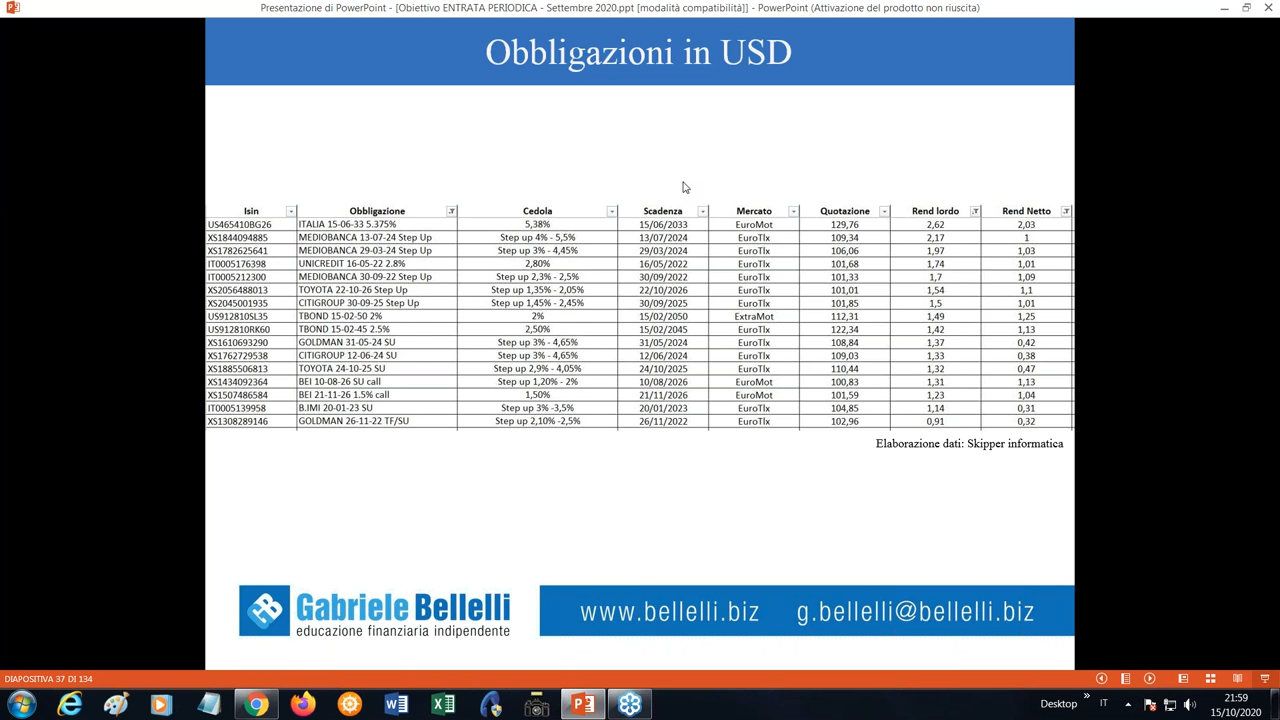 Presentazione di PowerPoint - [Obiettivo ENTRATA PERIODICA - Settembre 2020.ppt [modalità compatibilità]] - PowerPoint (Attivazione del prodotto non riuscita)
Obbligazioni in USD
Isin Obbligazione Cedola Scadenza Mercato Quotazione Rend lordo Rend Netto
US465410BG26 ITALIA 15-06-33 5.375% 5,38% 15/06/2033 EuroMot 129,76 2,62 2,03
XS1844094885 MEDIOBANCA 13-07-24 Step Up Step up 4% - 5,5% 13/07/2024 EuroTlx 109,34 2,17 1
XS1782625641 MEDIOBANCA 29-03-24 Step Up Step up 3% - 4,45% 29/03/2024 EuroTlx 106,06 1,97 1,03
IT0005176398 UNICREDIT 16-05-22 2.8% 2,80% 16/05/2022 EuroTlx 101,68 1,74 1,01
IT0005212300 MEDIOBANCA 30-09-22 Step Up Step up 2,3% - 2,5% 30/09/2022 EuroTlx 101,33 1,7 1,09
XS2056488013 TOYOTA 22-10-26 Step Up Step up 1,35% - 2,05% 22/10/2026 EuroTlx 101,01 1,54 1,1
XS2045001935 CITIGROUP 30-09-25 Step Up Step up 1,45% - 2,45% 30/09/2025 EuroTlx 101,85 1,5 1,01
US912810SL35 TBOND 15-02-50 2% 2% 15/02/2050 ExtraMot 112,31 1,49 1,25
US912810RK60 TBOND 15-02-45 2.5% 2,50% 15/02/2045 EuroTlx 122,34 1,42 1,13
XS1610693290 GOLDMAN 31-05-24 SU Step up 3% - 4,65% 31/05/2024 EuroTlx 108,84 1,37 0,42
XS1762729538 CITIGROUP 12-06-24 SU Step up 3% - 4,65% 12/06/2024 EuroTlx 109,03 1,33 0,38
XS1885506813 TOYOTA 24-10-25 SU Step up 2,9% - 4,05% 24/10/2025 EuroTlx 110,44 1,32 0,47
XS1434092364 BEI 10-08-26 SU call Step up 1,20% - 2% 10/08/2026 EuroMot 100,83 1,31 1,13
XS1507486584 BEI 21-11-26 1.5% call 1,50% 21/11/2026 EuroMot 101,59 1,23 1,04
IT0005139958 B.IMI 20-01-23 SU Step up 3% -3,5% 20/01/2023 EuroTlx 104,85 1,14 0,31
XS1308289146 GOLDMAN 26-11-22 TF/SU Step up 2,10% -2,5% 26/11/2022 EuroTlx 102,96 0,91 0,32
Elaborazione dati: Skipper informatica
Gabriele Bellelli
educazione finanziaria indipendente
www.bellelli.biz g.bellelli@bellelli.biz
DIAPOSITIVA 37 DI 134
Desktop » IT 21:59
15/10/2020